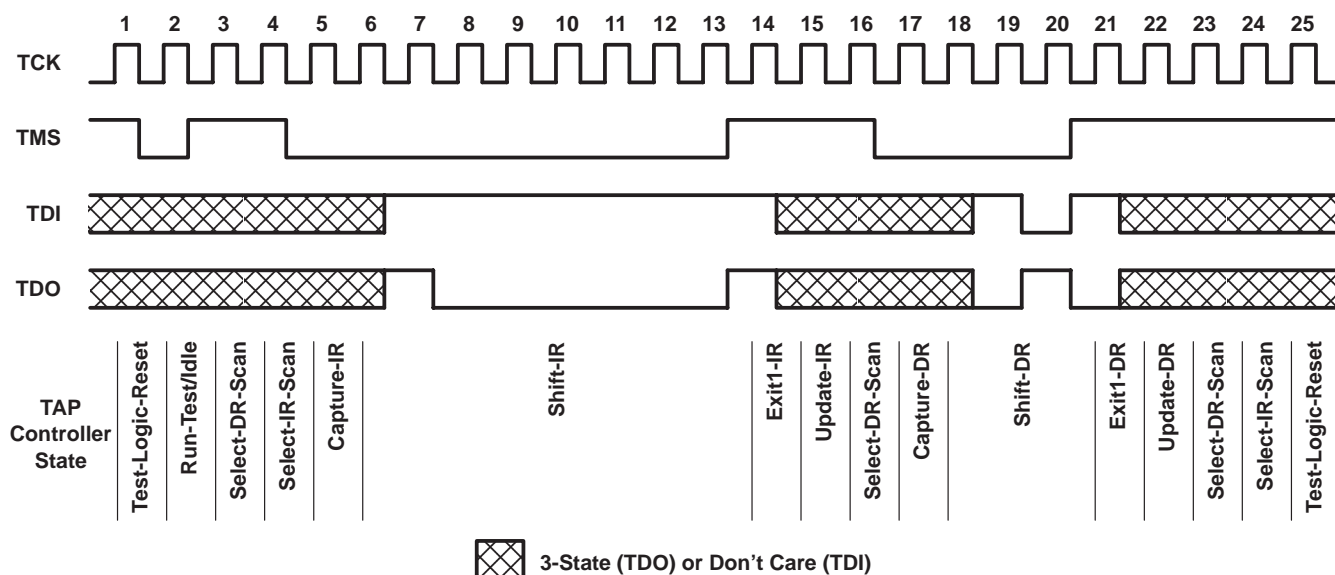 1 2 3 4 5 6 7 8 9 10 11 12 13 14 15 16 17 18 19 20 21 22 23 24 25
TCK
TMS
TDI
TDO
TAP
Controller
State
Test-Logic-Reset
Run-Test/Idle
Select-DR-Scan
Select-IR-Scan
Capture-IR
Shift-IR
Exit1-IR
Update-IR
Select-DR-Scan
Capture-DR
Shift-DR
Exit1-DR
Update-DR
Select-DR-Scan
Select-IR-Scan
Test-Logic-Reset
3-State (TDO) or Don’t Care (TDI)